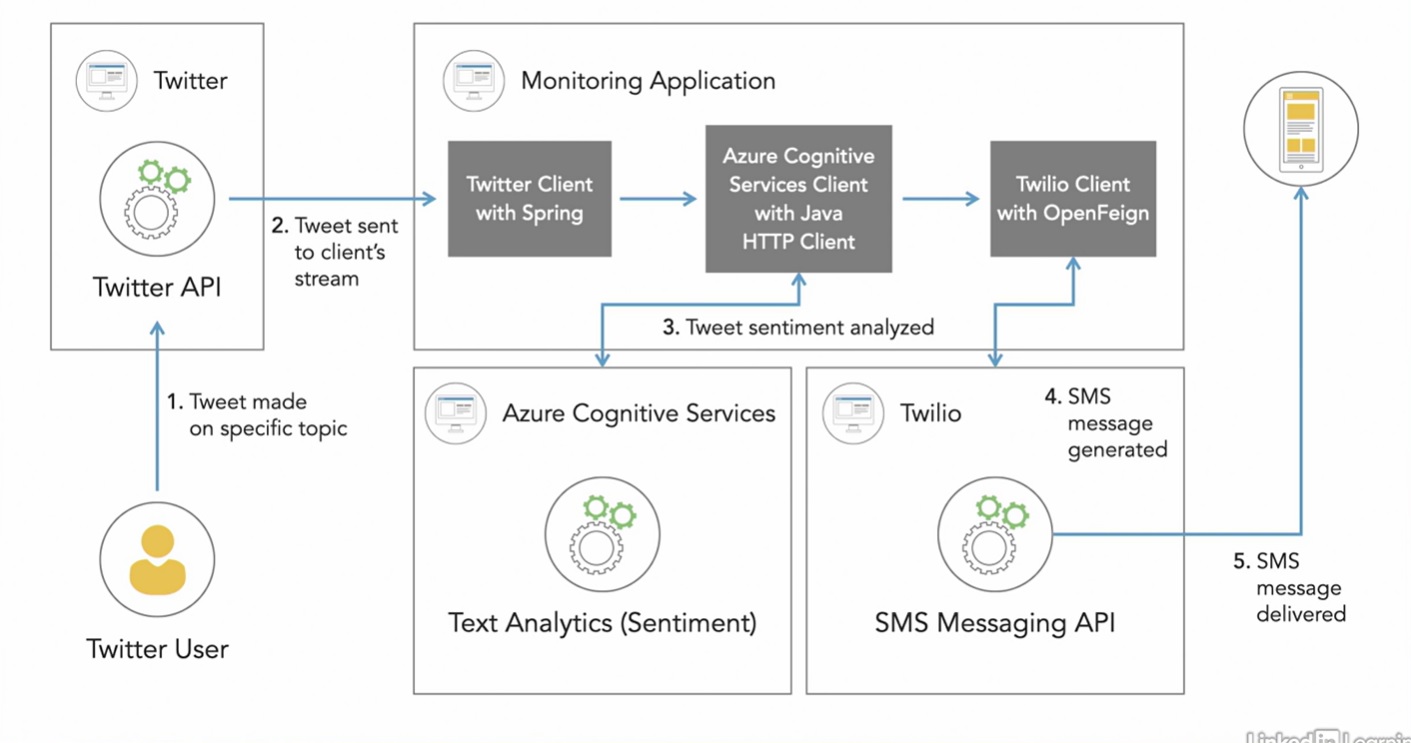 Twitter
Twitter API
1. Tweet made
on specific topic
Twitter User
2. Tweet sent
to client's
stream
Monitoring Application
Twitter Client
with Spring
Azure Cognitive
Services Client
with Java
HTTP Client
Twilio Client
with OpenFeign
3. Tweet sentiment analyzed
Azure Cognitive Services
Text Analytics (Sentiment)
Twilio
4. SMS
message
generated
SMS Messaging API
5. SMS
message
delivered